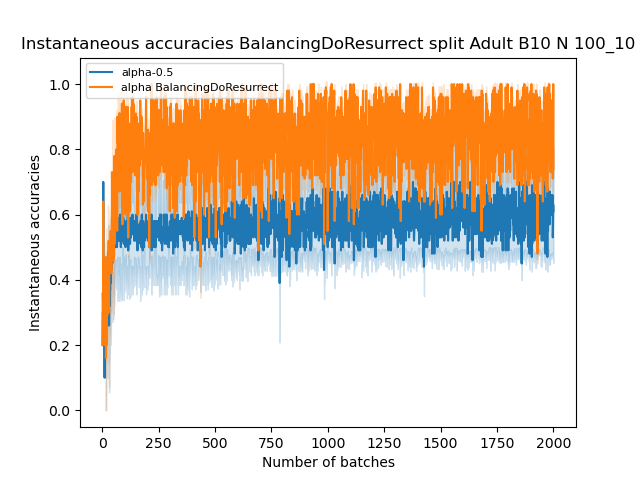 Instantaneous accuracies BalancingDoResurrect split Adult B10 N 100_10
alpha-0.5
alpha BalancingDoResurrect
Instantaneous accuracies
1.0
0.8
0.6
0.4
0.2
0.0
0 250 500 750 1000 1250 1500 1750 2000
Number of batches